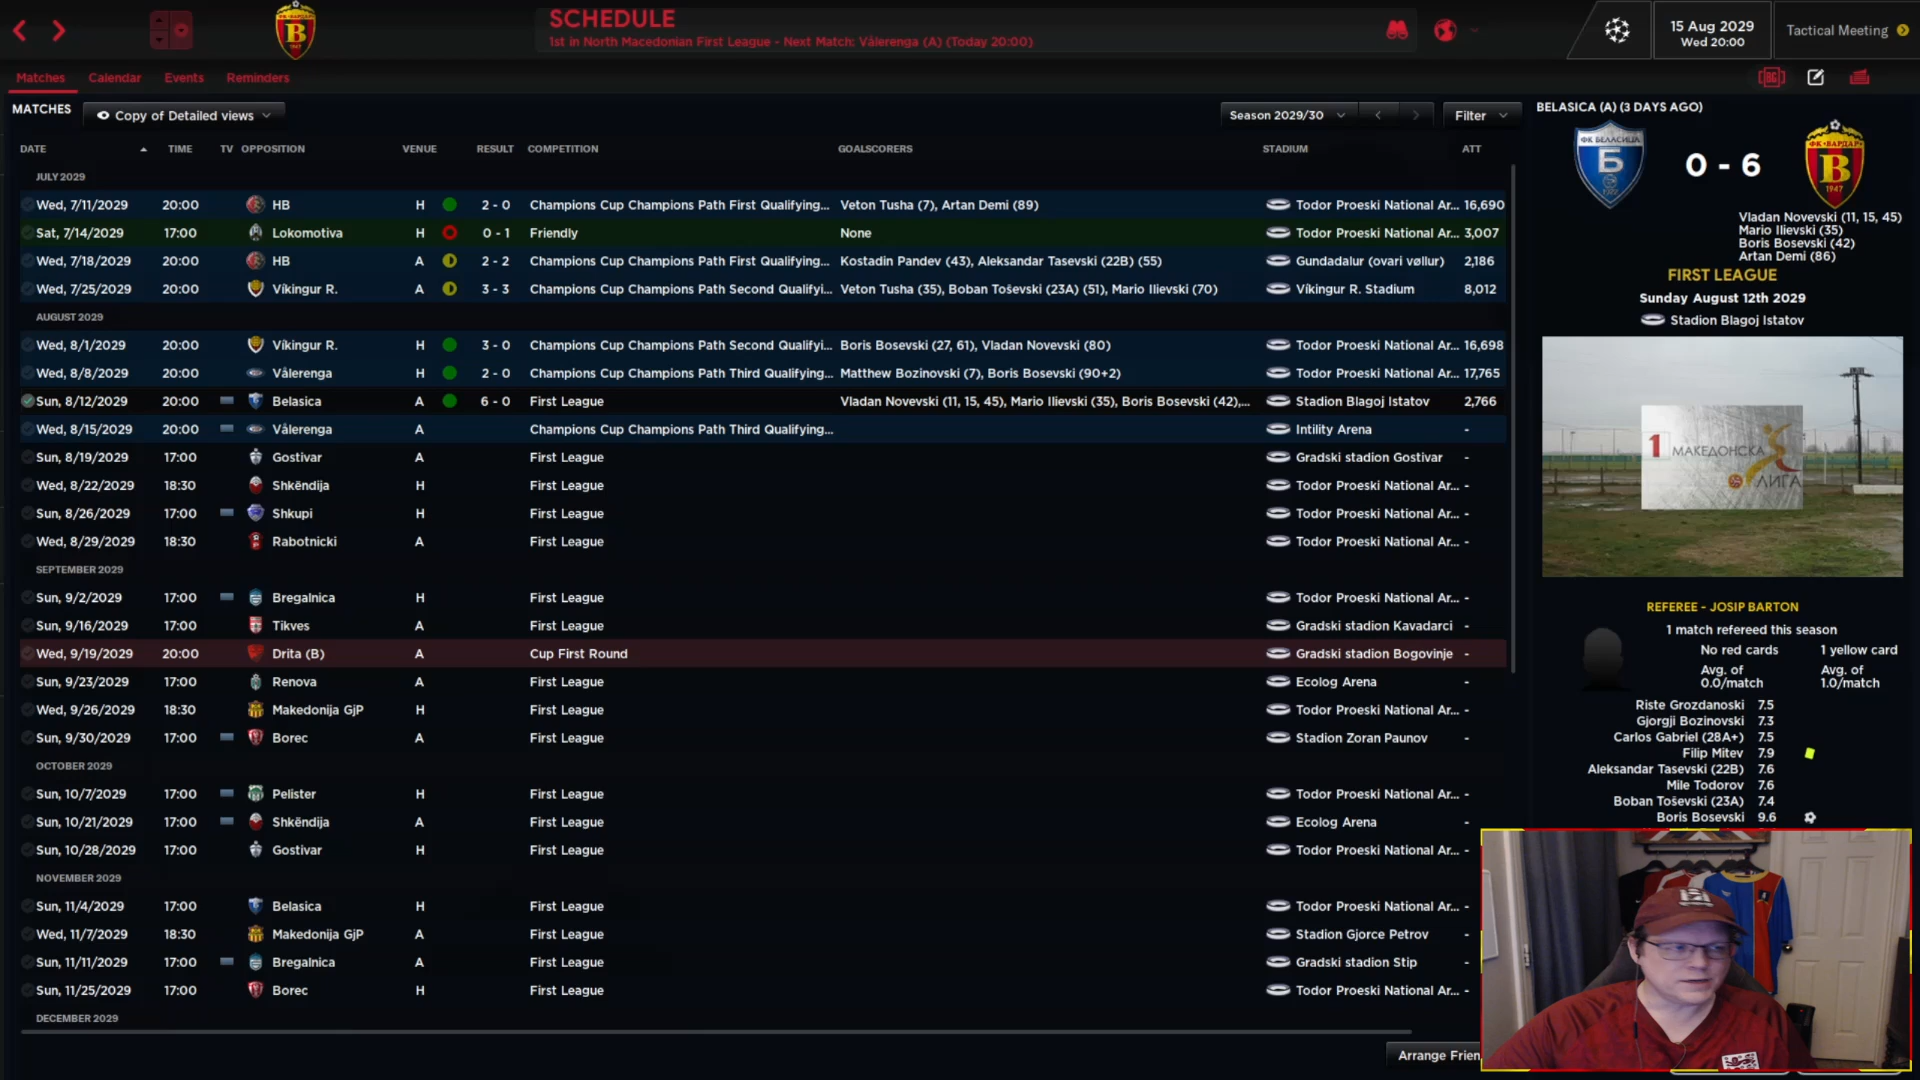 SCHEDULE
1st in North Macedonian First League - Next Match: Vålerenga (A) (Today 20:00)
15 Aug 2029
Wed 20:00
Tactical Meeting
Matches Calendar Events Reminders
MATCHES Copy of Detailed views Season 2029/30 Filter
DATE TIME TV OPPOSITION VENUE RESULT COMPETITION GOALSCORERS STADIUM ATT
JULY 2029
Wed, 7/11/2029 20:00 HB H 2 - 0 Champions Cup Champions Path First Qualifying... Veton Tusha (7), Artan Demi (89) Todor Proeski National Ar... 16,690
Sat, 7/14/2029 17:00 Lokomotiva H 0 - 1 Friendly None Todor Proeski National Ar... 3,007
Wed, 7/18/2029 20:00 HB A 2 - 2 Champions Cup Champions Path First Qualifying... Kostadin Pandev (43), Aleksandar Tasevski (22B) (55) Gundadalur (ovari vøllur) 2,186
Wed, 7/25/2029 20:00 Víkingur R. A 3 - 3 Champions Cup Champions Path Second Qualifyi... Veton Tusha (35), Boban Toševski (23A) (51), Mario Ilievski (70) Víkingur R. Stadium 8,012
AUGUST 2029
Wed, 8/1/2029 20:00 Víkingur R. H 3 - 0 Champions Cup Champions Path Second Qualifyi... Boris Bosevski (27, 61), Vladan Novevski (80) Todor Proeski National Ar... 16,698
Wed, 8/8/2029 20:00 Vålerenga H 2 - 0 Champions Cup Champions Path Third Qualifying... Matthew Bozinovski (7), Boris Bosevski (90+2) Todor Proeski National Ar... 17,765
Sun, 8/12/2029 20:00 Belasica A 6 - 0 First League Vladan Novevski (11, 15, 45), Mario Ilievski (35), Boris Bosevski (42),... Stadion Blagoj Istatov 2,766
Wed, 8/15/2029 20:00 Vålerenga A Champions Cup Champions Path Third Qualifying... Intility Arena -
Sun, 8/19/2029 17:00 Gostivar A First League Gradski stadion Gostivar -
Wed, 8/22/2029 18:30 Shkëndija H First League Todor Proeski National Ar... -
Sun, 8/26/2029 17:00 Shkupi H First League Todor Proeski National Ar... -
Wed, 8/29/2029 18:30 Rabotnicki A First League Todor Proeski National Ar... -
SEPTEMBER 2029
Sun, 9/2/2029 17:00 Bregalnica H First League Todor Proeski National Ar... -
Sun, 9/16/2029 17:00 Tikves A First League Gradski stadion Kavadarci -
Wed, 9/19/2029 20:00 Drita (B) A Cup First Round Gradski stadion Bogovinje -
Sun, 9/23/2029 17:00 Renova A First League Ecolog Arena -
Wed, 9/26/2029 18:30 Makedonija GjP H First League Todor Proeski National Ar... -
Sun, 9/30/2029 17:00 Borec A First League Stadion Zoran Paunov -
OCTOBER 2029
Sun, 10/7/2029 17:00 Pelister H First League Todor Proeski National Ar... -
Sun, 10/21/2029 17:00 Shkëndija A First League Ecolog Arena -
Sun, 10/28/2029 17:00 Gostivar H First League Todor Proeski National Ar... -
NOVEMBER 2029
Sun, 11/4/2029 17:00 Belasica H First League Todor Proeski National Ar... -
Wed, 11/7/2029 18:30 Makedonija GjP A First League Stadion Gjorce Petrov -
Sun, 11/11/2029 17:00 Bregalnica A First League Gradski stadion Stip -
Sun, 11/25/2029 17:00 Borec H First League Todor Proeski National Ar... -
DECEMBER 2029
Arrange Frien
BELASICA (A) (3 DAYS AGO)
ФК БЕЛАСИЦА
Б
0 - 6
ФК•ВАРДАР
В
1947
Vladan Novevski (11, 15, 45)
Mario Ilievski (35)
Boris Bosevski (42)
Artan Demi (86)
FIRST LEAGUE
Sunday August 12th 2029
Stadion Blagoj Istatov
1 МАКЕДОНСКА
ЛИГА
REFEREE - JOSIP BARTON
1 match refereed this season
No red cards 1 yellow card
Avg. of 0.0/match Avg. of 1.0/match
Riste Grozdanoski 7.5
Gjorgji Bozinovski 7.3
Carlos Gabriel (28A+) 7.5
Filip Mitev 7.9
Aleksandar Tasevski (22B) 7.6
Mile Todorov 7.6
Boban Toševski (23A) 7.4
Boris Bosevski 9.6